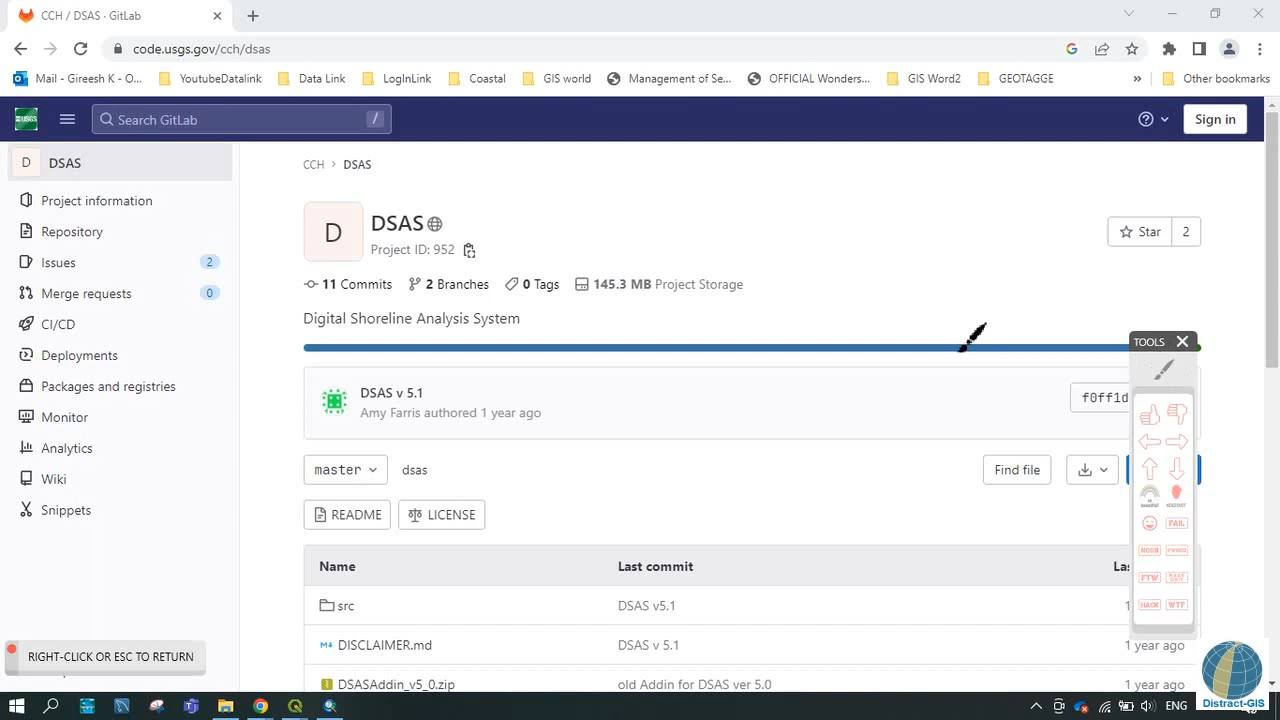 CCH / DSAS · GitLab
code.usgs.gov/cch/dsas
Mail - Gireesh K - O...
YoutubeDatalink
Data Link
LogInLink
Coastal
GIS world
Management of Se...
OFFICIAL Wonders...
GIS Word2
GEOTAGGE
»
Other bookmarks
USGS
Search GitLab
/
Sign in
D
DSAS
CCH › DSAS
Project information
Repository
Issues
2
Merge requests
0
CI/CD
Deployments
Packages and registries
Monitor
Analytics
Wiki
Snippets
D
DSAS
Project ID: 952
Star
2
11 Commits
2 Branches
0 Tags
145.3 MB Project Storage
Digital Shoreline Analysis System
TOOLS
DSAS v 5.1
Amy Farris authored 1 year ago
f0ff1d
master
dsas
Find file
README
LICENSE
FAIL
NOOB
FTW
HACK
WTF
Name
Last commit
src
DSAS v5.1
DISCLAIMER.md
DSAS v 5.1
1 year ago
DSASAddin_v5_0.zip
old Addin for DSAS ver 5.0
1 year ago
RIGHT-CLICK OR ESC TO RETURN
ENG
Distract-GIS